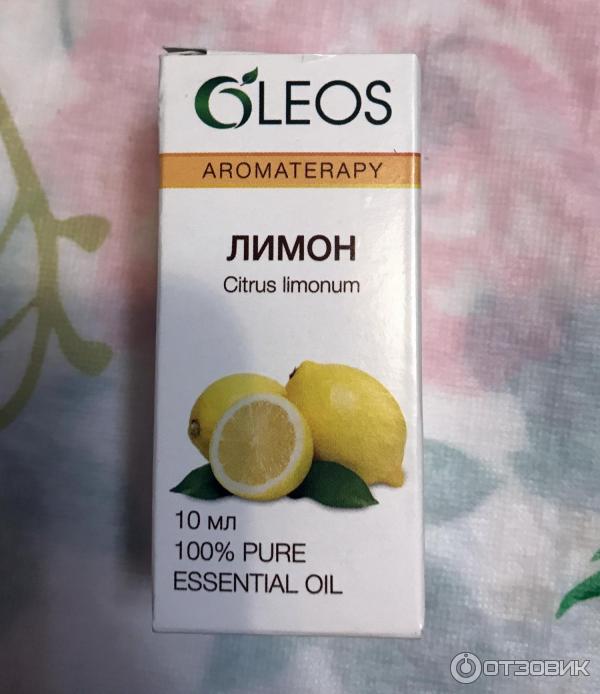 OLEOS
AROMATERAPY
ЛИМОН
Citrus limonum
10 мл
100% PURE
ESSENTIAL OIL
ОТЗОВИК